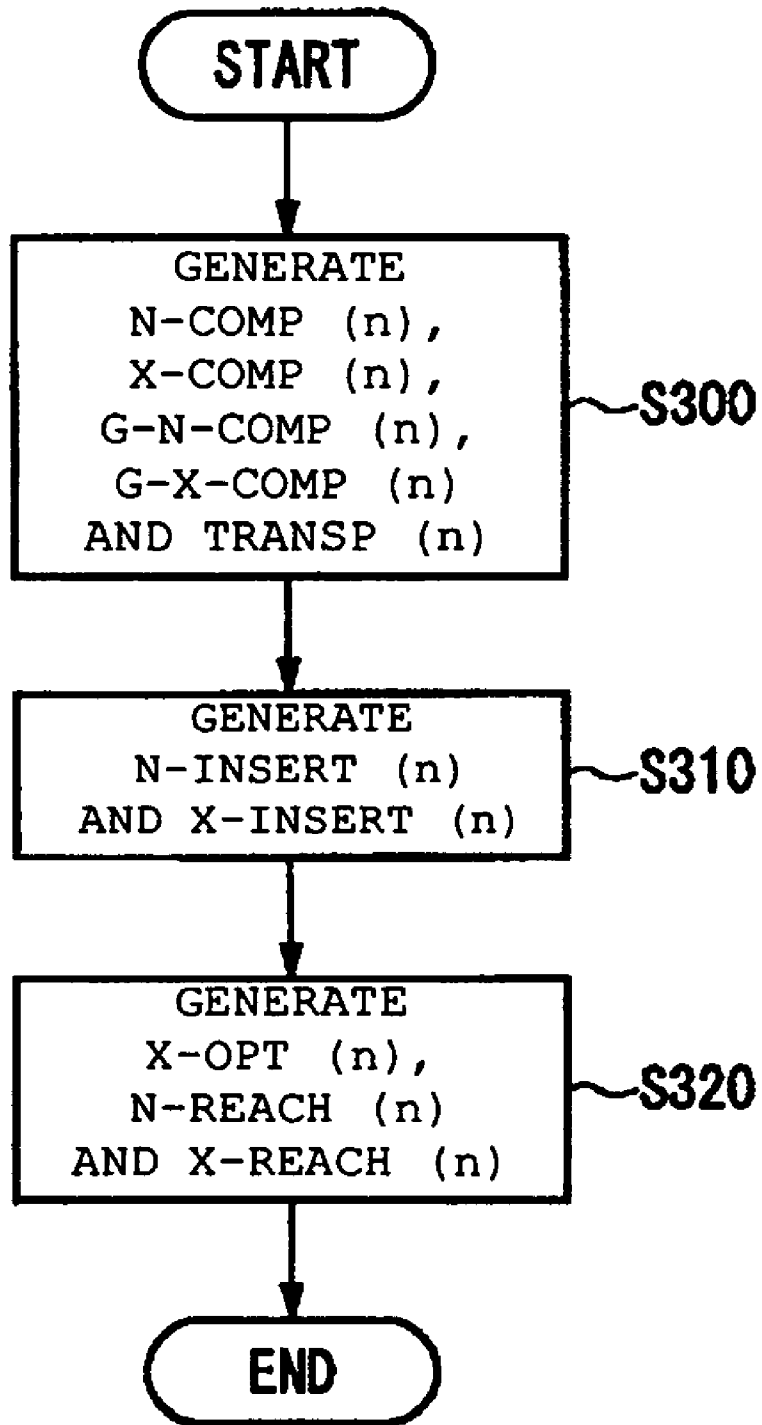 START
GENERATE
N-COMP (n),
X-COMP (n),
G-N-COMP (n),
G-X-COMP (n)
AND TRANSP (n)
S300
GENERATE
N-INSERT (n)
AND X-INSERT (n)
S310
GENERATE
X-OPT (n),
N-REACH (n)
AND X-REACH (n)
S320
END